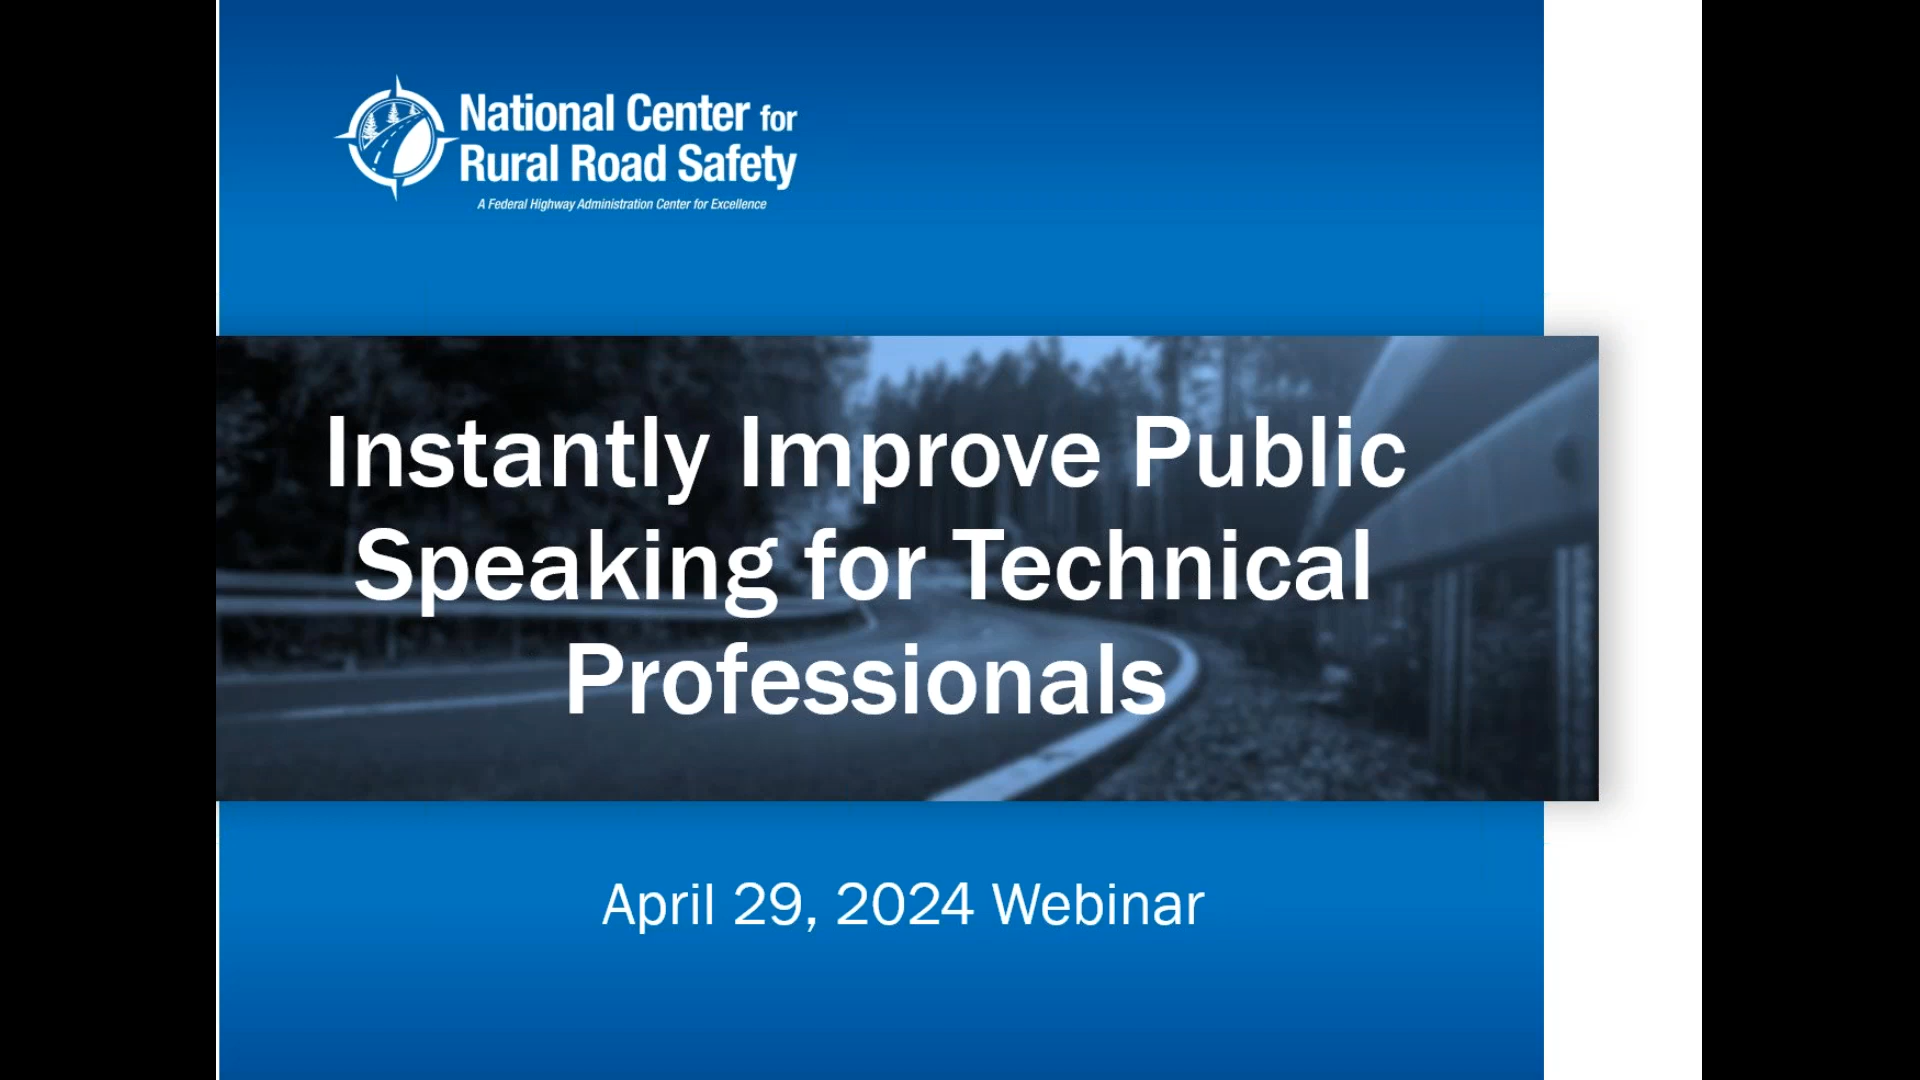 National Center for
Rural Road Safety
A Federal Highway Administration Center for Excellence
Instantly Improve Public
Speaking for Technical
Professionals
April 29, 2024 Webinar